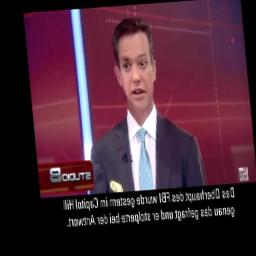 STUDIO 8
Das Oberhaupt des FBI wurde gestern im Capitol Hill
genau das gefragt und er stolperte bei der Antwort.